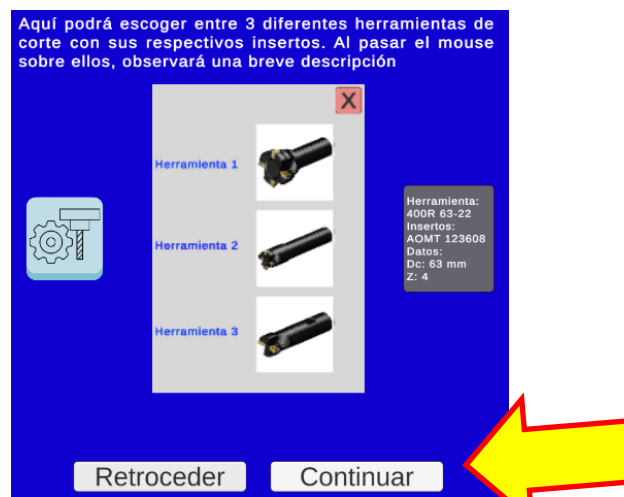 Aquí podrá escoger entre 3 diferentes herramientas de
corte con sus respectivos insertos. Al pasar el mouse
sobre ellos, observará una breve descripción
X
Herramienta 1
Herramienta 2
Herramienta 3
Herramienta:
400R 63-22
Insertos:
AOMT 123608
Datos:
Dc: 63 mm
Z: 4
Retroceder
Continuar